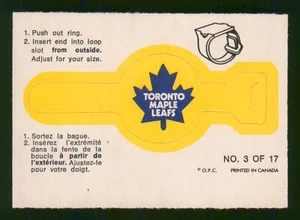 1. Push out ring.
2. Insert end into loop
slot from outside.
Adjust for your size.
TORONTO
MAPLE
LEAFS
1. Sortez la bague.
2. Insérez l'extrémité
dans la fente de la
boucle à partir de
l'extérieur. Ajustez-le
pour votre doigt.
NO. 3 OF 17
© O.P.C. PRINTED IN CANADA